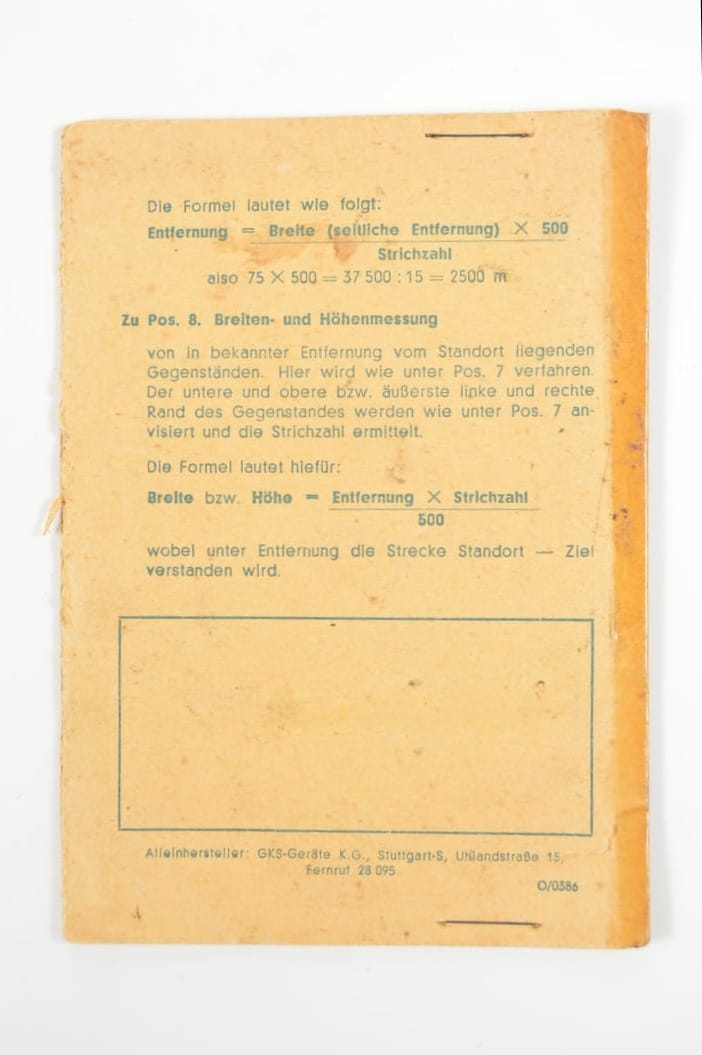 Die Formel lautet wie folgt:
Entfernung = Breite (seitliche Entfernung) × 500
Strichzahl
also 75 × 500 = 37 500 : 15 = 2500 m
Zu Pos. 8. Breiten- und Höhenmessung
von in bekannter Entfernung vom Standort liegenden
Gegenständen. Hier wird wie unter Pos. 7 verfahren.
Der untere und obere bzw. äußerste linke und rechte
Rand des Gegenstandes werden wie unter Pos. 7 an-
visiert und die Strichzahl ermittelt.
Die Formel lautet hiefür:
Breite bzw. Höhe = Entfernung × Strichzahl
500
wobei unter Entfernung die Strecke Standort — Ziel
verstanden wird.
Alleinhersteller: GKS-Geräte K.G., Stuttgart-S, Uhlandstraße 15,
Fernruf 28 095
O/0386